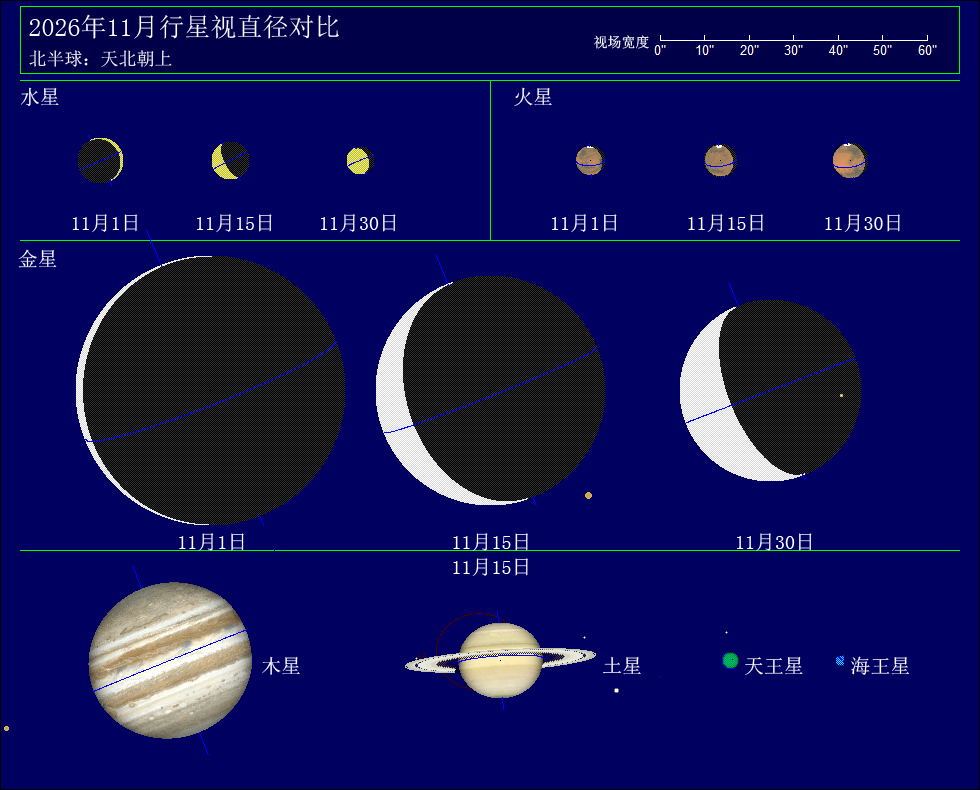 2026年11月行星视直径对比
北半球：天北朝上
视场宽度
0" 10" 20" 30" 40" 50" 60"
水星
火星
11月1日 11月15日 11月30日
11月1日 11月15日 11月30日
金星
11月1日 11月15日 11月30日
11月15日
木星
土星
天王星
海王星